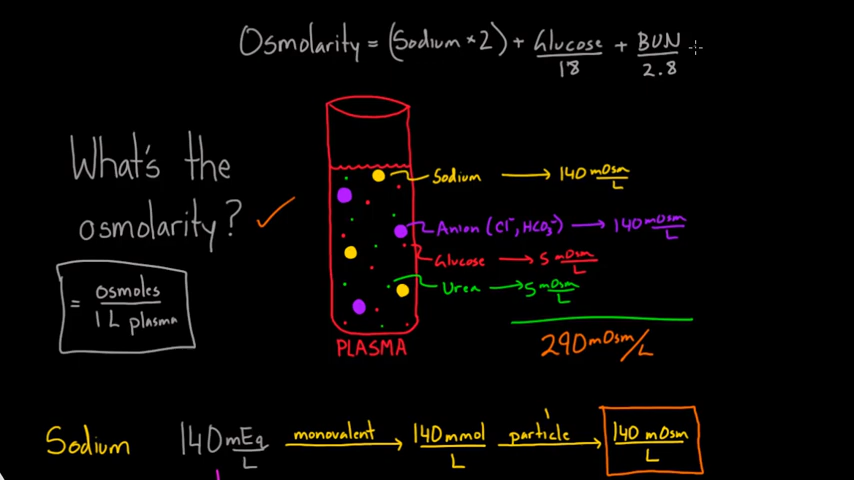 Osmolarity = (Sodium × 2) + Glucose/18 + BUN/2.8
What's the
osmolarity?
= osmoles / 1 L plasma
Sodium → 140 mOsm/L
Anion (Cl⁻, HCO₃⁻) → 140 mOsm/L
Glucose → 5 mOsm/L
Urea → 5 mOsm/L
290 mOsm/L
PLASMA
Sodium 140 mEq/L monovalent → 140 mmol/L particle → 140 mOsm/L